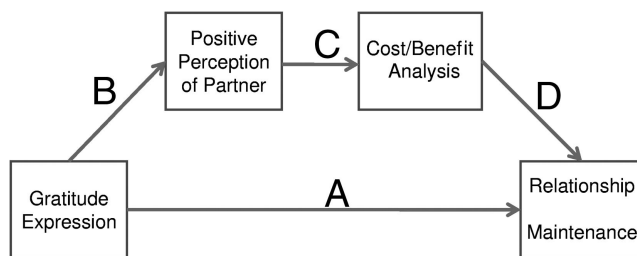 Positive
Perception
of Partner
C
Cost/Benefit
Analysis
B
D
Gratitude
Expression
A
Relationship
Maintenance